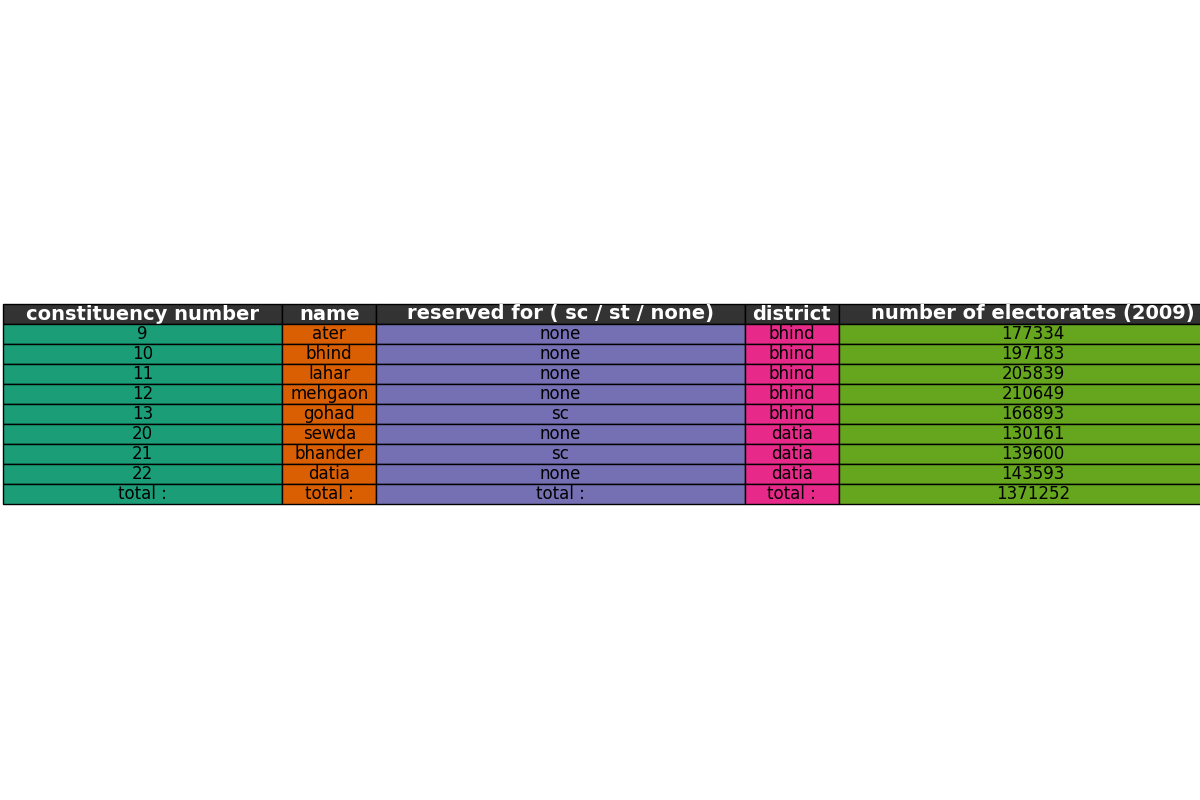 constituency number name reserved for ( sc / st / none) district number of electorates (2009)
9 ater none bhind 177334
10 bhind none bhind 197183
11 lahar none bhind 205839
12 mehgaon none bhind 210649
13 gohad sc bhind 166893
20 sewda none datia 130161
21 bhander sc datia 139600
22 datia none datia 143593
total : total : total : total : 1371252